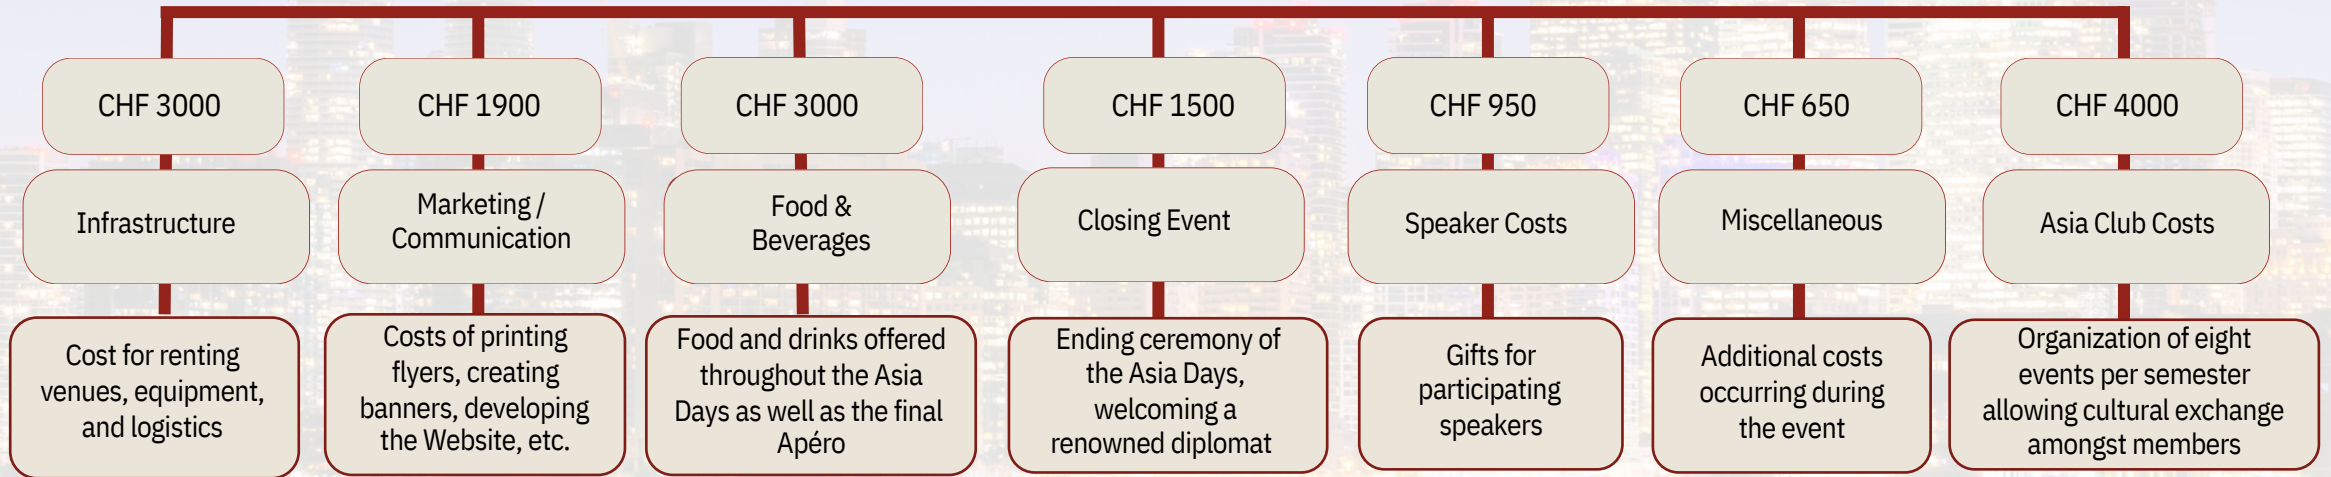 CHF 3000
CHF 1900
CHF 3000
CHF 1500
CHF 950
CHF 650
CHF 4000
Infrastructure
Marketing /
Communication
Food &
Beverages
Closing Event
Speaker Costs
Miscellaneous
Asia Club Costs
Cost for renting
venues, equipment,
and logistics
Costs of printing
flyers, creating
banners, developing
the Website, etc.
Food and drinks offered
throughout the Asia
Days as well as the final
Apéro
Ending ceremony of
the Asia Days,
welcoming a
renowned diplomat
Gifts for
participating
speakers
Additional costs
occurring during
the event
Organization of eight
events per semester
allowing cultural exchange
amongst members